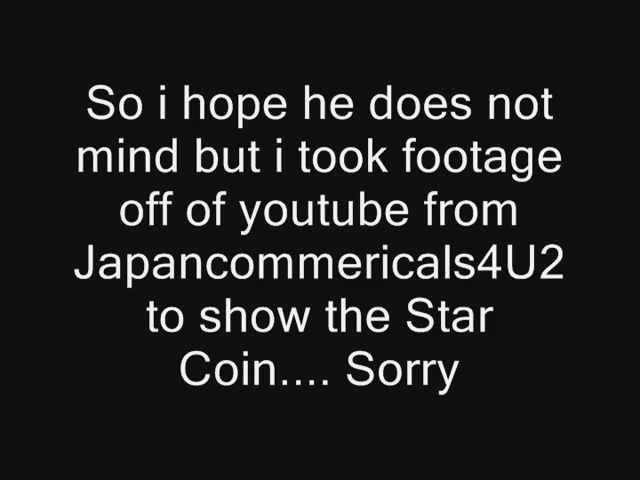 So i hope he does not
mind but i took footage
off of youtube from
Japancommericals4U2
to show the Star
Coin.... Sorry